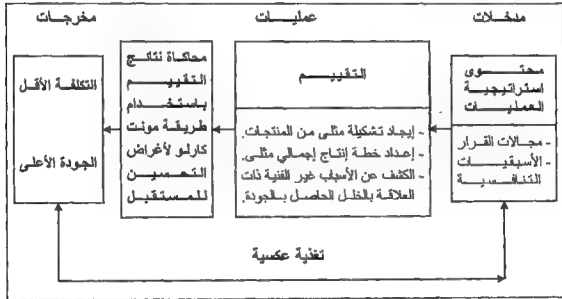 مدخلات
عمليات
مخرجات
محتوى
استراتيجية
العمليات
- مجالات القرار
- الأسبقيات
التنافسية
التقييم
- إيجاد تشكيلة مثلى من المنتجات.
- إعداد خطة إنتاج إجمالي مثلى.
- الكشف عن الأسباب غير الفنية ذات
العلاقة بالخلل الحاصل بالجودة.
محاكاة نتائج
التقييم
باستخدام
طريقة مونت
كارلو لأغراض
التحسين
للمستقبل
التكلفة الأقل
الجودة الأعلى
تغذية عكسية